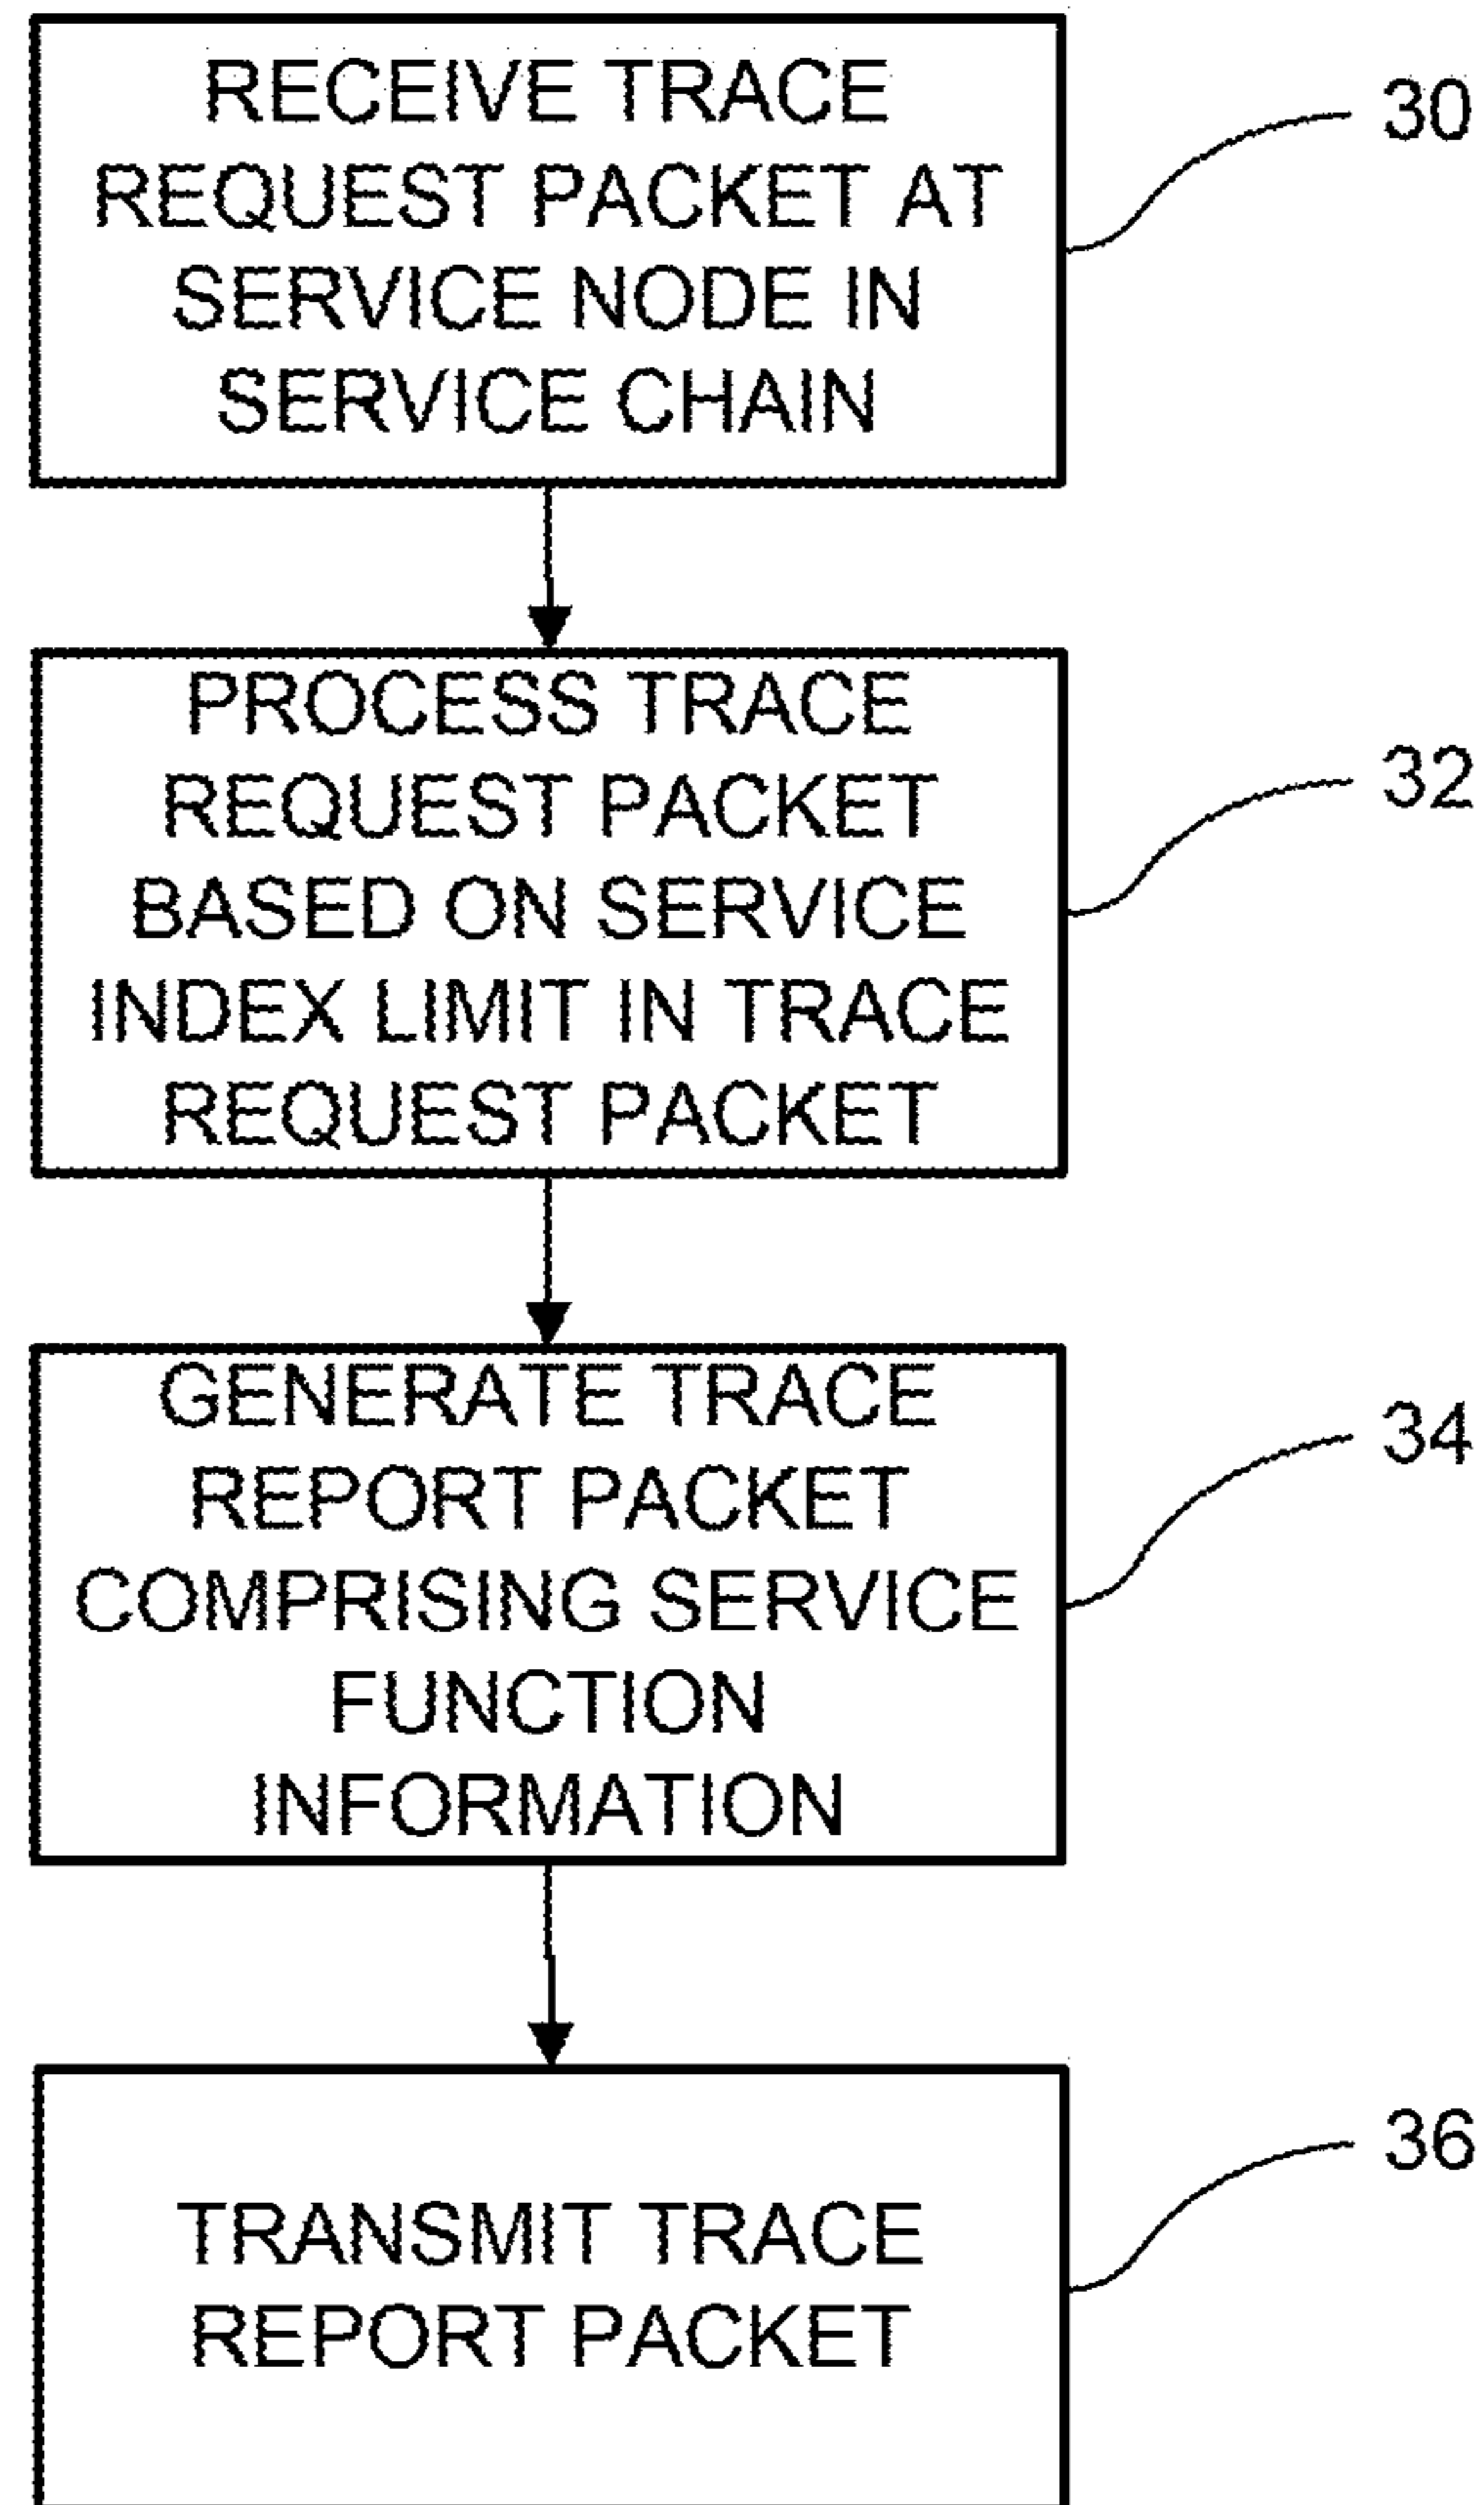 RECEIVE TRACE
REQUEST PACKET AT
SERVICE NODE IN
SERVICE CHAIN
30
PROCESS TRACE
REQUEST PACKET
BASED ON SERVICE
INDEX LIMIT IN TRACE
REQUEST PACKET
32
GENERATE TRACE
REPORT PACKET
COMPRISING SERVICE
FUNCTION
INFORMATION
34
TRANSMIT TRACE
REPORT PACKET
36